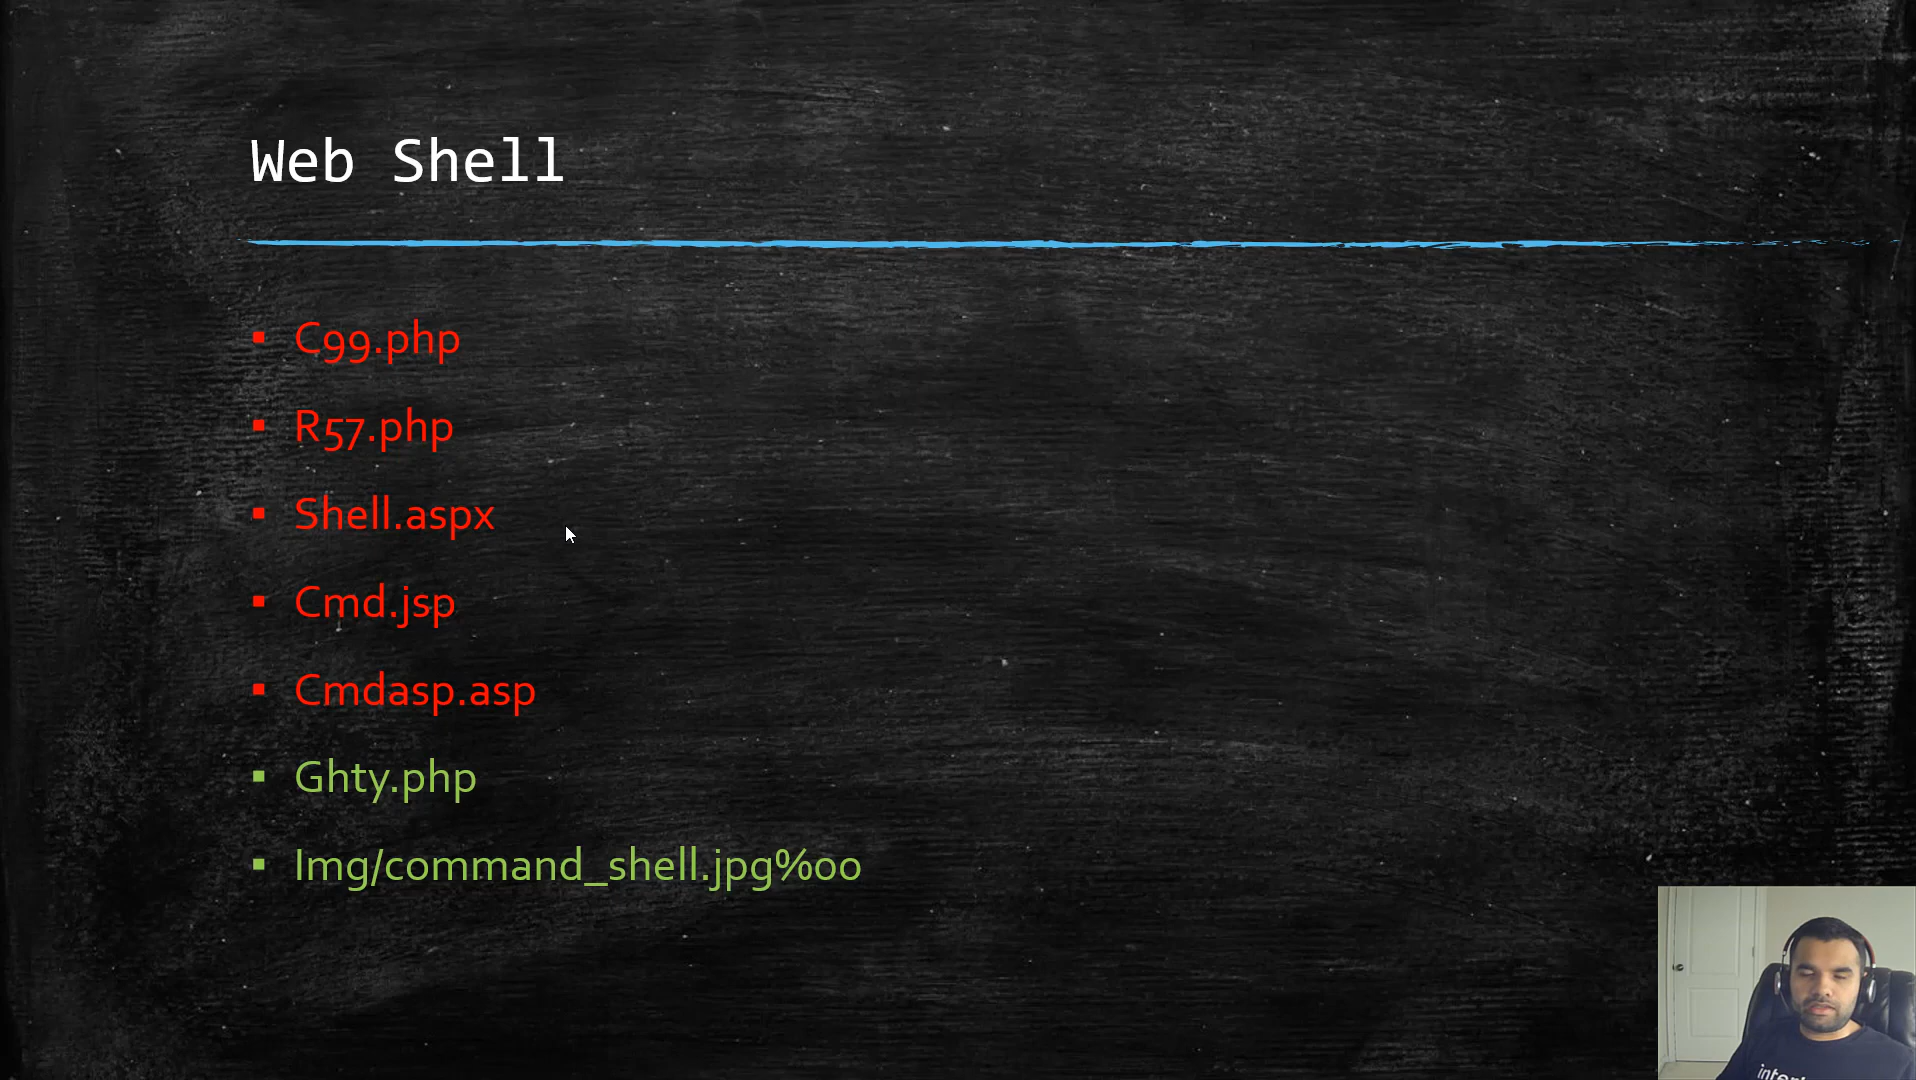 Web Shell
C99.php
R57.php
Shell.aspx
Cmd.jsp
Cmdasp.asp
Ghty.php
Img/command_shell.jpg%00